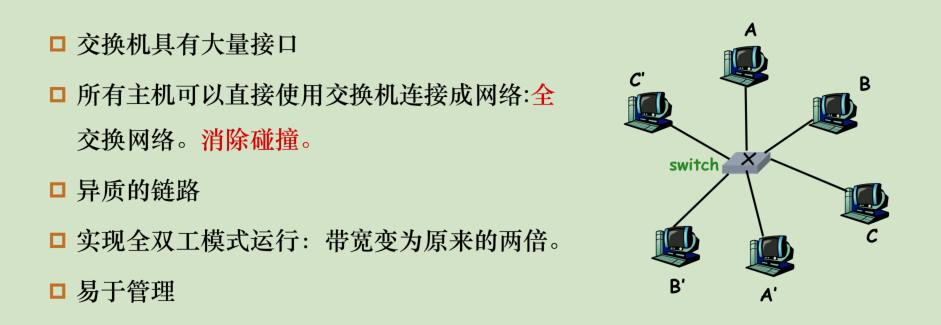 交换机具有大量接口
所有主机可以直接使用交换机连接成网络:全
交换网络。消除碰撞。
异质的链路
实现全双工模式运行：带宽变为原来的两倍。
易于管理
A
C'
B
switch
C
B'
A'